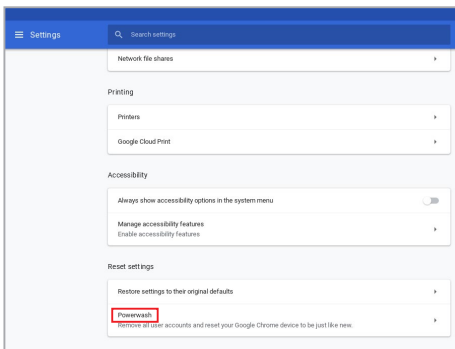 Settings
Search settings
Network file shares
Printing
Printers
Google Cloud Print
Accessibility
Always show accessibility options in the system menu
Manage accessibility features
Enable accessibility features
Reset settings
Restore settings to their original defaults
Powerwash
Remove all user accounts and reset your Google Chrome device to be just like new.